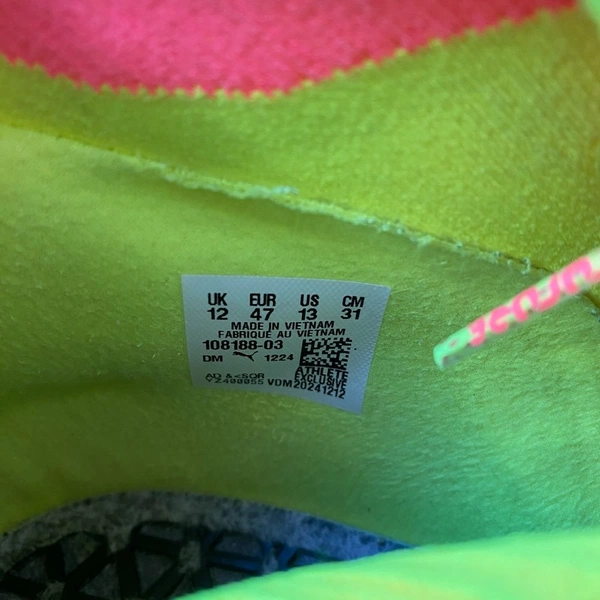 UK EUR US CM
12 47 13 31
MADE IN VIETNAM
FABRIQUÉ AU VIETNAM
108188-03
DM 1224
ATHLETE
EXCLUSIVE
VDM 20241212